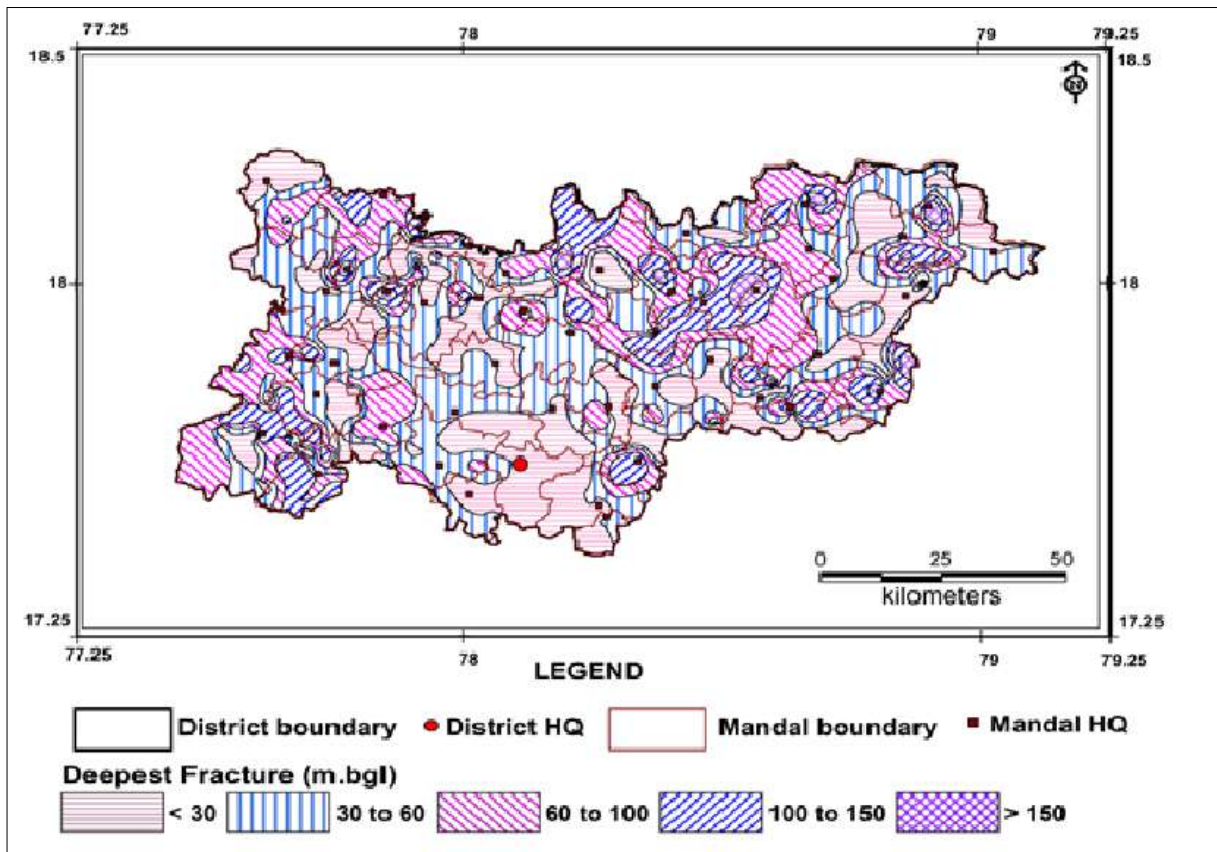 77.25 78 79 79.25
18.5 18.5
N
18 18
0 25 50
kilometers
17.25 17.25
77.25 78 79 79.25
LEGEND
District boundary District HQ Mandal boundary Mandal HQ
Deepest Fracture (m.bgl)
< 30 30 to 60 60 to 100 100 to 150 > 150